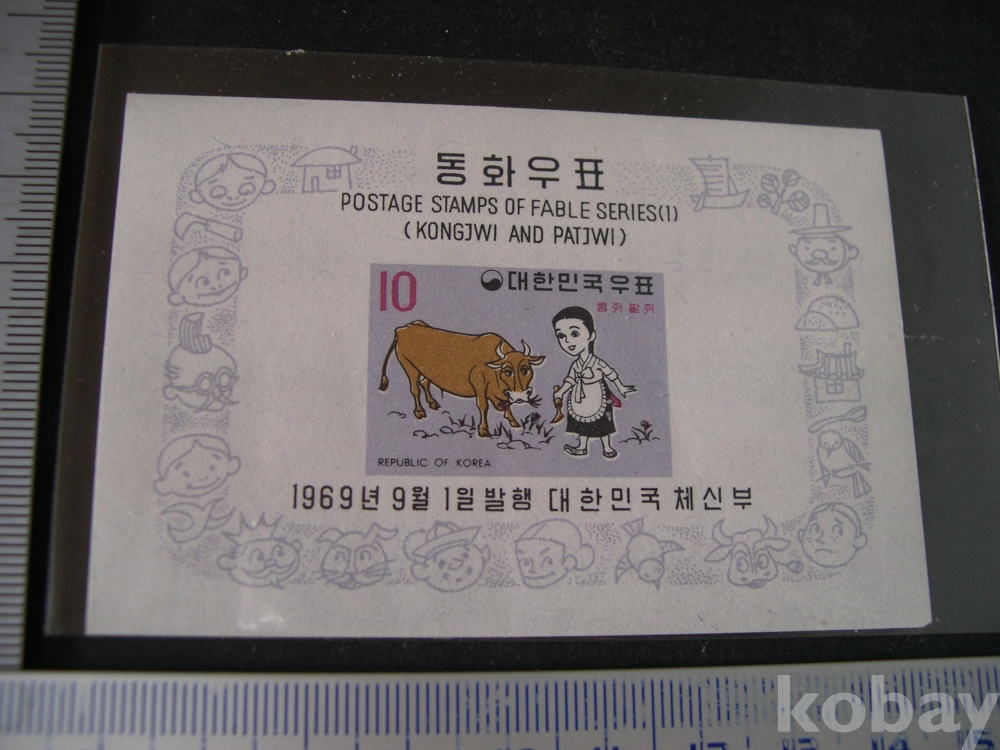 동화우표
POSTAGE STAMPS OF FABLE SERIES(1)
(KONGJWI AND PATJWI)
10
대한민국우표
콩쥐팥쥐
REPUBLIC OF KOREA
1969년 9월 1일 발행 대한민국 체신부
kobay